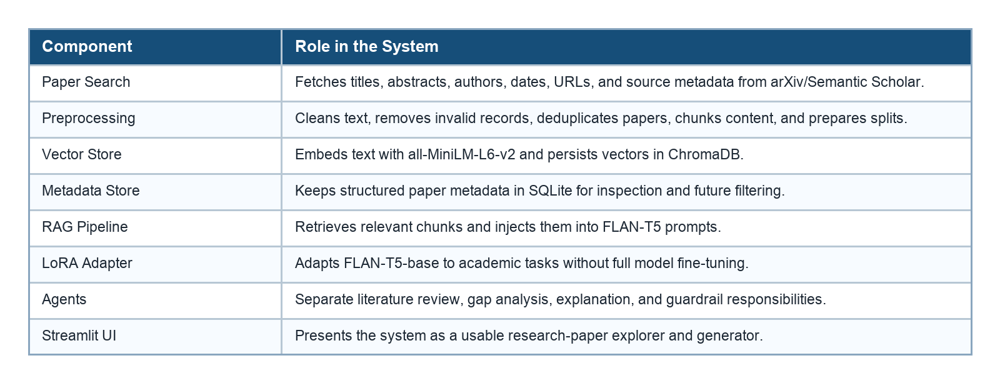 Component Role in the System
Paper Search Fetches titles, abstracts, authors, dates, URLs, and source metadata from arXiv/Semantic Scholar.
Preprocessing Cleans text, removes invalid records, deduplicates papers, chunks content, and prepares splits.
Vector Store Embeds text with all-MiniLM-L6-v2 and persists vectors in ChromaDB.
Metadata Store Keeps structured paper metadata in SQLite for inspection and future filtering.
RAG Pipeline Retrieves relevant chunks and injects them into FLAN-T5 prompts.
LoRA Adapter Adapts FLAN-T5-base to academic tasks without full model fine-tuning.
Agents Separate literature review, gap analysis, explanation, and guardrail responsibilities.
Streamlit UI Presents the system as a usable research-paper explorer and generator.